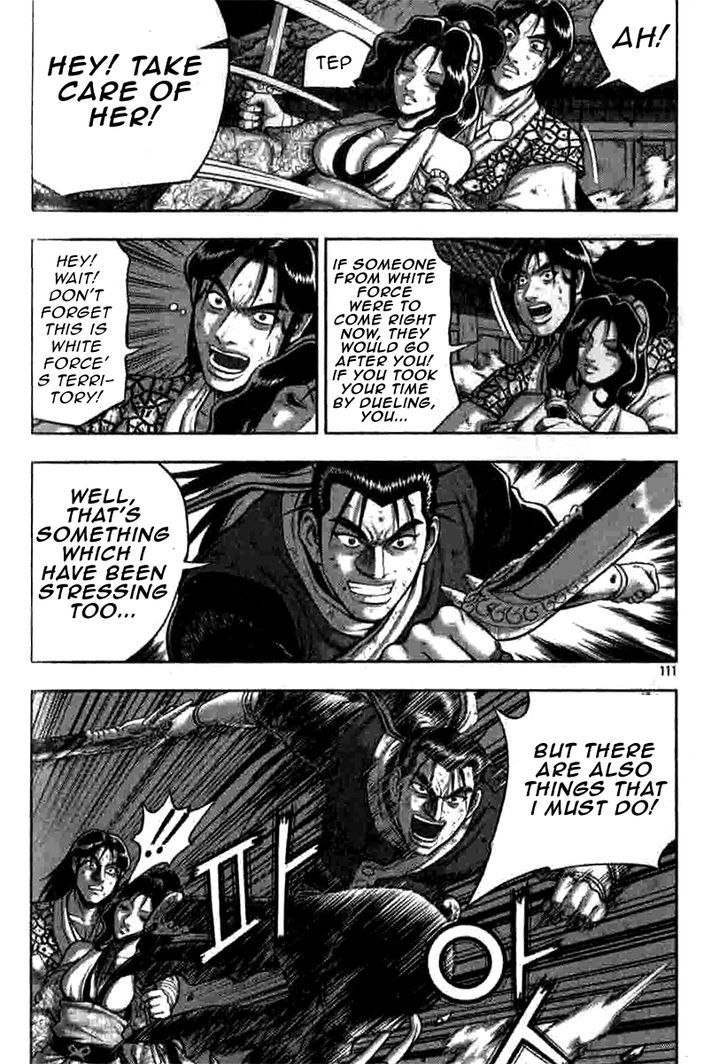 HEY! TAKE
CARE OF
HER!
TEP
AH!
HEY!
WAIT!
DON'T
FORGET
THIS IS
WHITE
FORCE'
S TERRI-
TORY!
IF SOMEONE
FROM WHITE
FORCE
WERE TO
COME RIGHT
NOW, THEY
WOULD GO
AFTER YOU!
IF YOU TOOK
YOUR TIME
BY DUELING,
YOU...
WELL,
THAT'S
SOMETHING
WHICH I
HAVE BEEN
STRESSING
TOO...
111
BUT THERE
ARE ALSO
THINGS THAT
I MUST DO!
!!
파
아